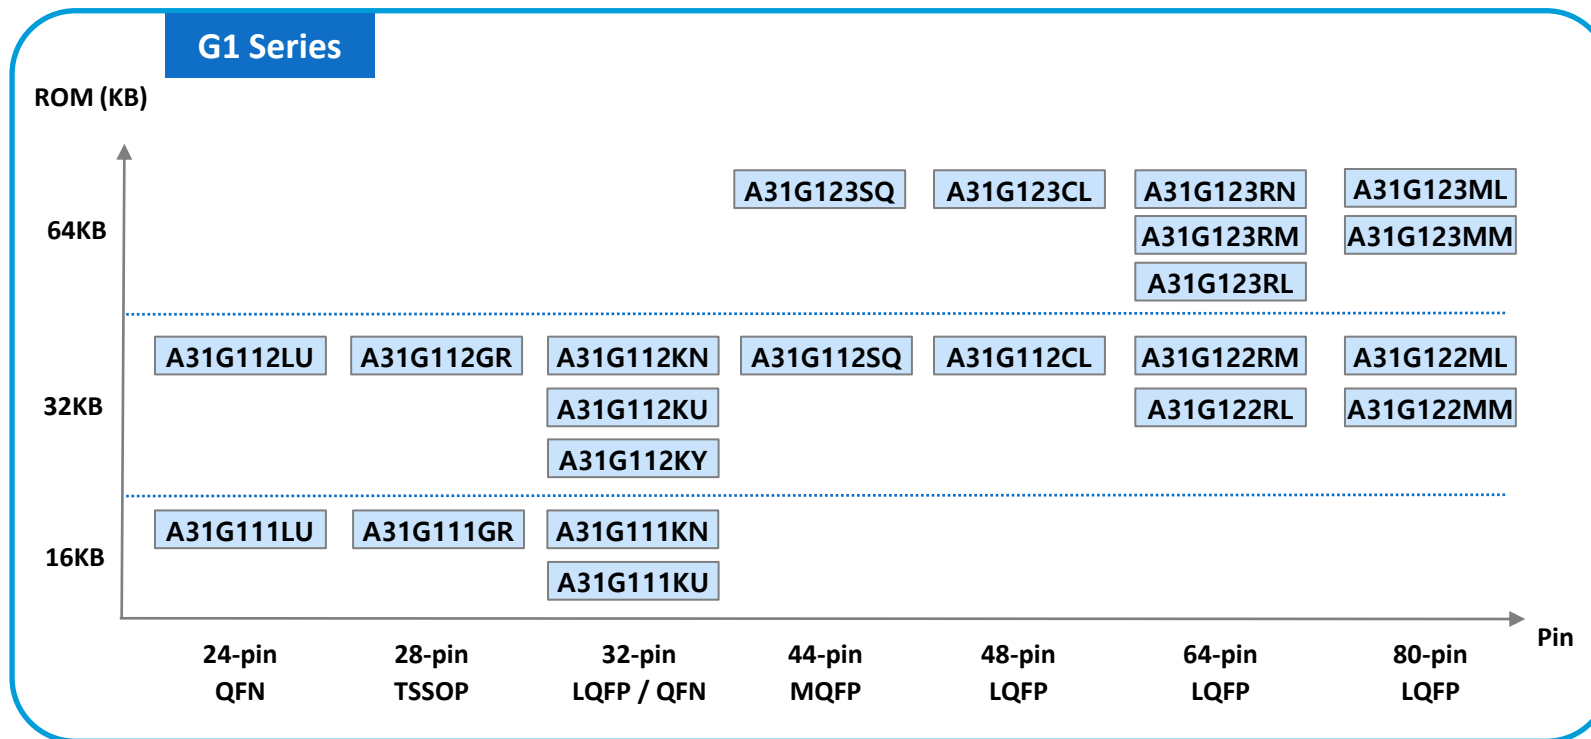 G1 Series
ROM (KB)
A31G123SQ A31G123CL A31G123RN A31G123ML
64KB A31G123RM A31G123MM
A31G123RL
A31G112LU A31G112GR A31G112KN A31G112SQ A31G112CL A31G122RM A31G122ML
32KB A31G112KU A31G122RL A31G122MM
A31G112KY
A31G111LU A31G111GR A31G111KN
16KB A31G111KU
Pin
24-pin 28-pin 32-pin 44-pin 48-pin 64-pin 80-pin
QFN TSSOP LQFP / QFN MQFP LQFP LQFP LQFP